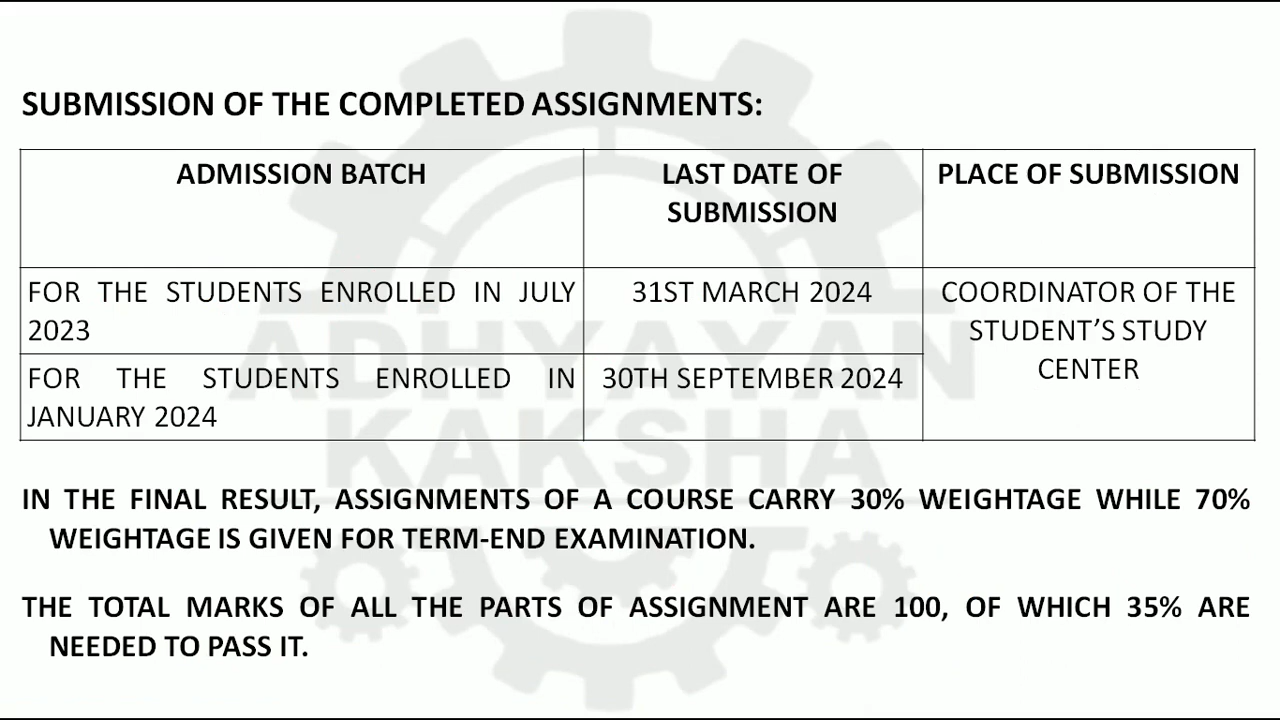 SUBMISSION OF THE COMPLETED ASSIGNMENTS:
ADMISSION BATCH
LAST DATE OF
SUBMISSION
PLACE OF SUBMISSION
FOR THE STUDENTS ENROLLED IN JULY
2023
31ST MARCH 2024
COORDINATOR OF THE
STUDENT’S STUDY
CENTER
FOR THE STUDENTS ENROLLED IN
JANUARY 2024
30TH SEPTEMBER 2024
ADHYAYAN
KAKSHA
IN THE FINAL RESULT, ASSIGNMENTS OF A COURSE CARRY 30% WEIGHTAGE WHILE 70%
WEIGHTAGE IS GIVEN FOR TERM-END EXAMINATION.
THE TOTAL MARKS OF ALL THE PARTS OF ASSIGNMENT ARE 100, OF WHICH 35% ARE
NEEDED TO PASS IT.